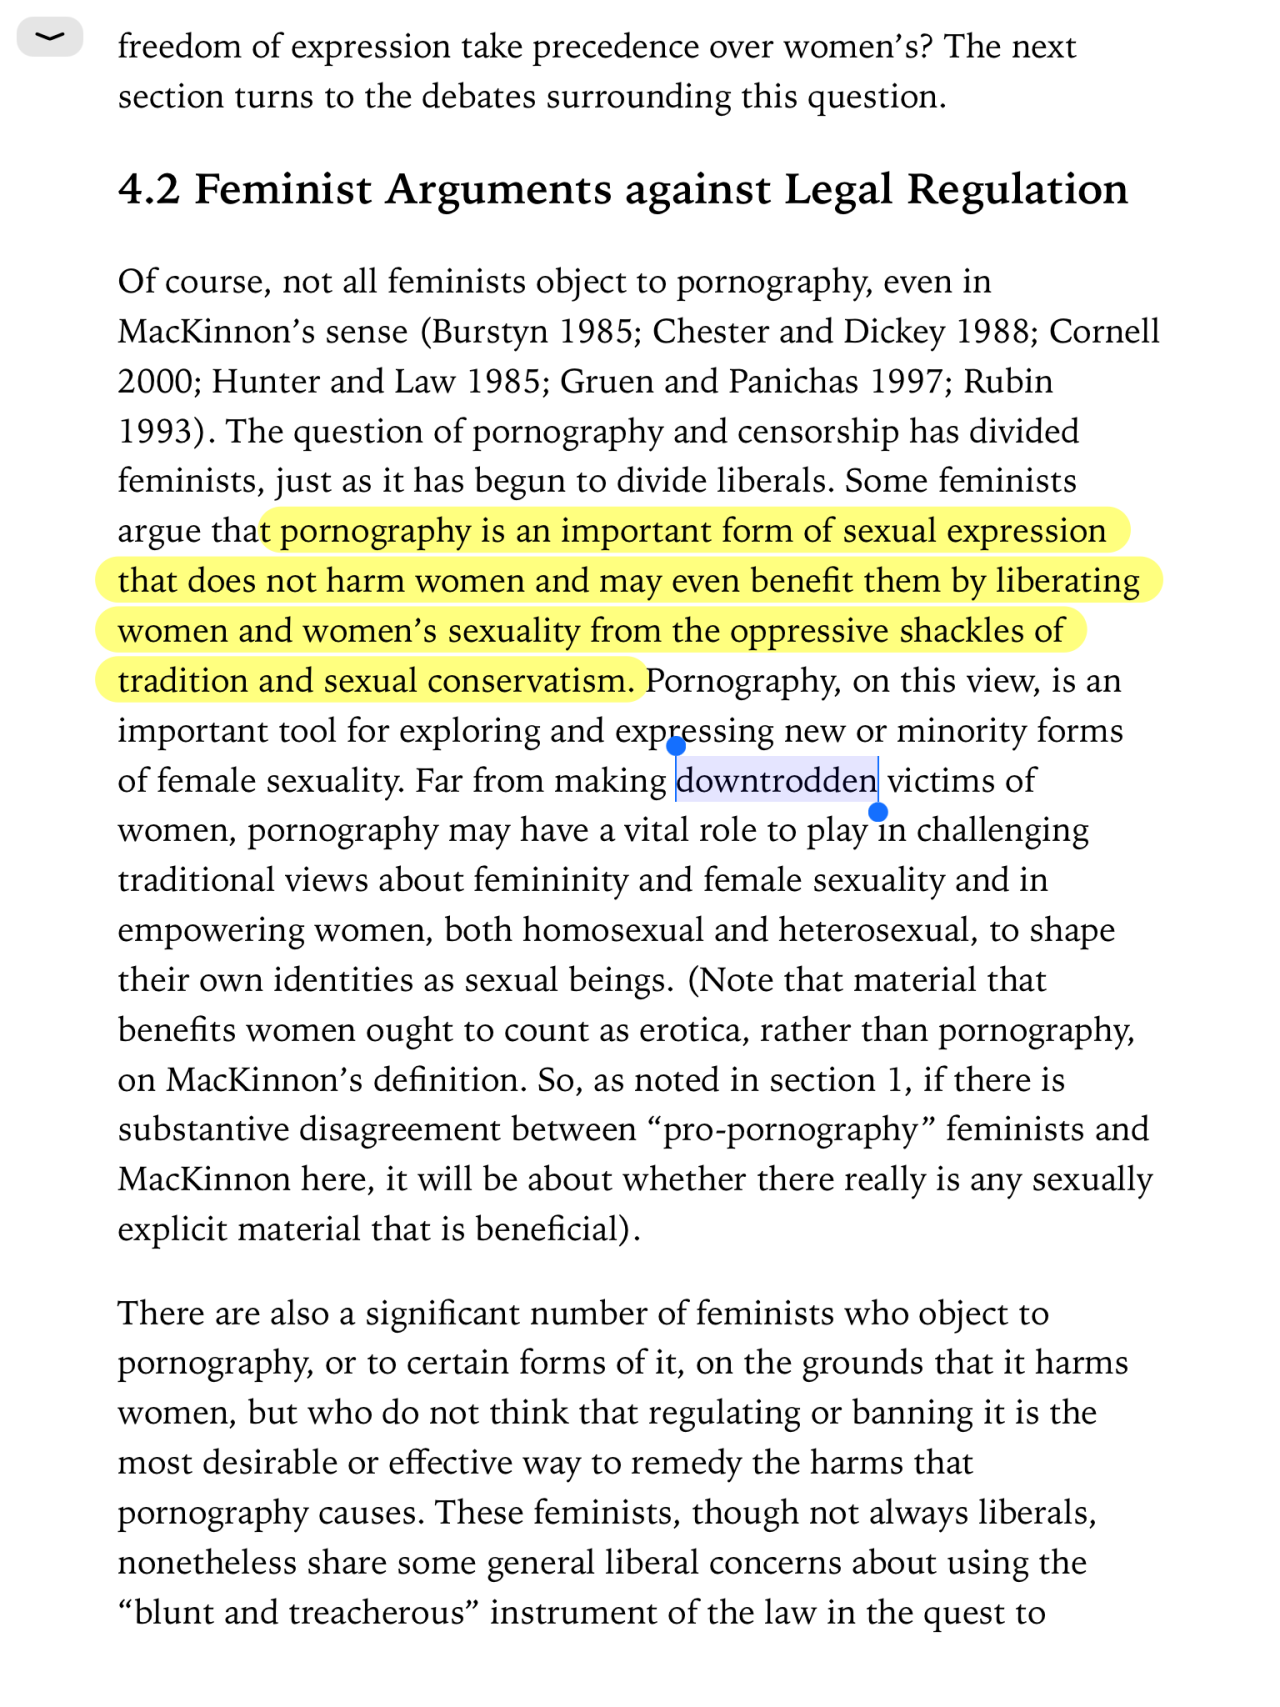 freedom of expression take precedence over women’s? The next
section turns to the debates surrounding this question.
4.2 Feminist Arguments against Legal Regulation
Of course, not all feminists object to pornography, even in
MacKinnon’s sense (Burstyn 1985; Chester and Dickey 1988; Cornell
2000; Hunter and Law 1985; Gruen and Panichas 1997; Rubin
1993). The question of pornography and censorship has divided
feminists, just as it has begun to divide liberals. Some feminists
argue that pornography is an important form of sexual expression
that does not harm women and may even benefit them by liberating
women and women’s sexuality from the oppressive shackles of
tradition and sexual conservatism. Pornography, on this view, is an
important tool for exploring and expressing new or minority forms
of female sexuality. Far from making downtrodden victims of
women, pornography may have a vital role to play in challenging
traditional views about femininity and female sexuality and in
empowering women, both homosexual and heterosexual, to shape
their own identities as sexual beings. (Note that material that
benefits women ought to count as erotica, rather than pornography,
on MacKinnon’s definition. So, as noted in section 1, if there is
substantive disagreement between “pro-pornography” feminists and
MacKinnon here, it will be about whether there really is any sexually
explicit material that is beneficial).
There are also a significant number of feminists who object to
pornography, or to certain forms of it, on the grounds that it harms
women, but who do not think that regulating or banning it is the
most desirable or effective way to remedy the harms that
pornography causes. These feminists, though not always liberals,
nonetheless share some general liberal concerns about using the
“blunt and treacherous” instrument of the law in the quest to